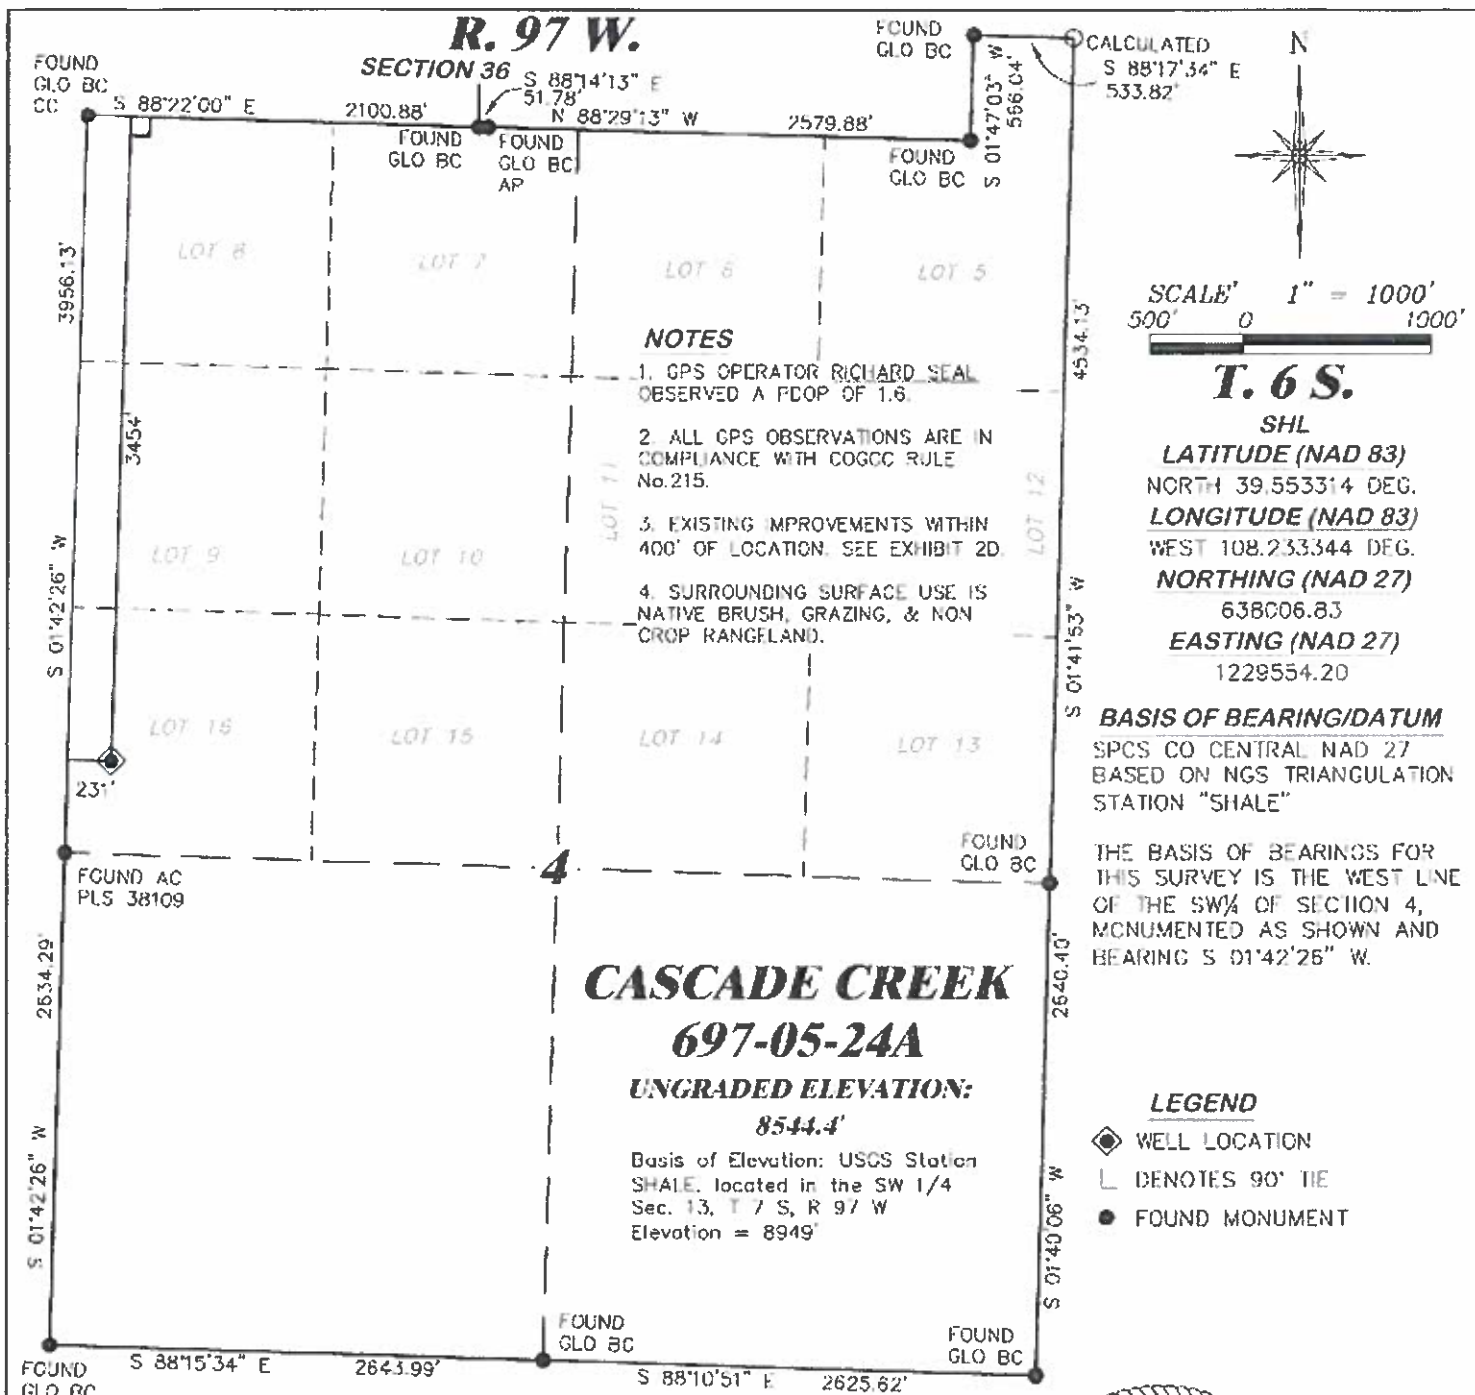 R. 97 W.
SECTION 36
FOUND
GLO BC
CC
S 88°22'00" E
2100.88'
S 88°14'13" E
51.78'
N 88°29'13" W
2579.88'
FOUND
GLO BC
FOUND
GLO BC
AP
FOUND
GLO BC
FOUND
GLO BC
S 01°47'03" W
566.04'
CALCULATED
S 88°17'34" E
533.82'
N
SCALE' 1" = 1000'
500' 0 1000'
T. 6 S.
SHL
LATITUDE (NAD 83)
NORTH 39.553314 DEG.
LONGITUDE (NAD 83)
WEST 108.233344 DEG.
NORTHING (NAD 27)
638006.83
EASTING (NAD 27)
1229554.20
BASIS OF BEARING/DATUM
SPCS CO CENTRAL NAD 27
BASED ON NGS TRIANGULATION
STATION "SHALE"
THE BASIS OF BEARINGS FOR
THIS SURVEY IS THE WEST LINE
OF THE SW¼ OF SECTION 4,
MONUMENTED AS SHOWN AND
BEARING S 01°42'26" W.
LEGEND
WELL LOCATION
DENOTES 90° TIE
FOUND MONUMENT
3956.13'
S 01°42'26" W
3454'
231'
LOT 8
LOT 7
LOT 6
LOT 5
LOT 9
LOT 10
LOT 11
LOT 12
LOT 16
LOT 15
LOT 14
LOT 13
NOTES
1. GPS OPERATOR RICHARD SEAL
OBSERVED A PDOP OF 1.6.
2. ALL GPS OBSERVATIONS ARE IN
COMPLIANCE WITH COGCC RULE
No.215.
3. EXISTING IMPROVEMENTS WITHIN
400' OF LOCATION. SEE EXHIBIT 2D.
4. SURROUNDING SURFACE USE IS
NATIVE BRUSH, GRAZING, & NON
CROP RANGELAND.
4534.13'
S 01°41'53" W
FOUND
GLO BC
FOUND AC
PLS 38109
4
2634.29'
S 01°42'26" W
2640.40'
S 01°40'06" W
CASCADE CREEK
697-05-24A
UNGRADED ELEVATION:
8544.4'
Basis of Elevation: USGS Station
SHALE, located in the SW 1/4
Sec. 13, T 7 S, R 97 W
Elevation = 8949'
FOUND
GLO BC
S 88°15'34" E
2643.99'
FOUND
GLO BC
S 88°10'51" E
2625.62'
FOUND
GLO BC